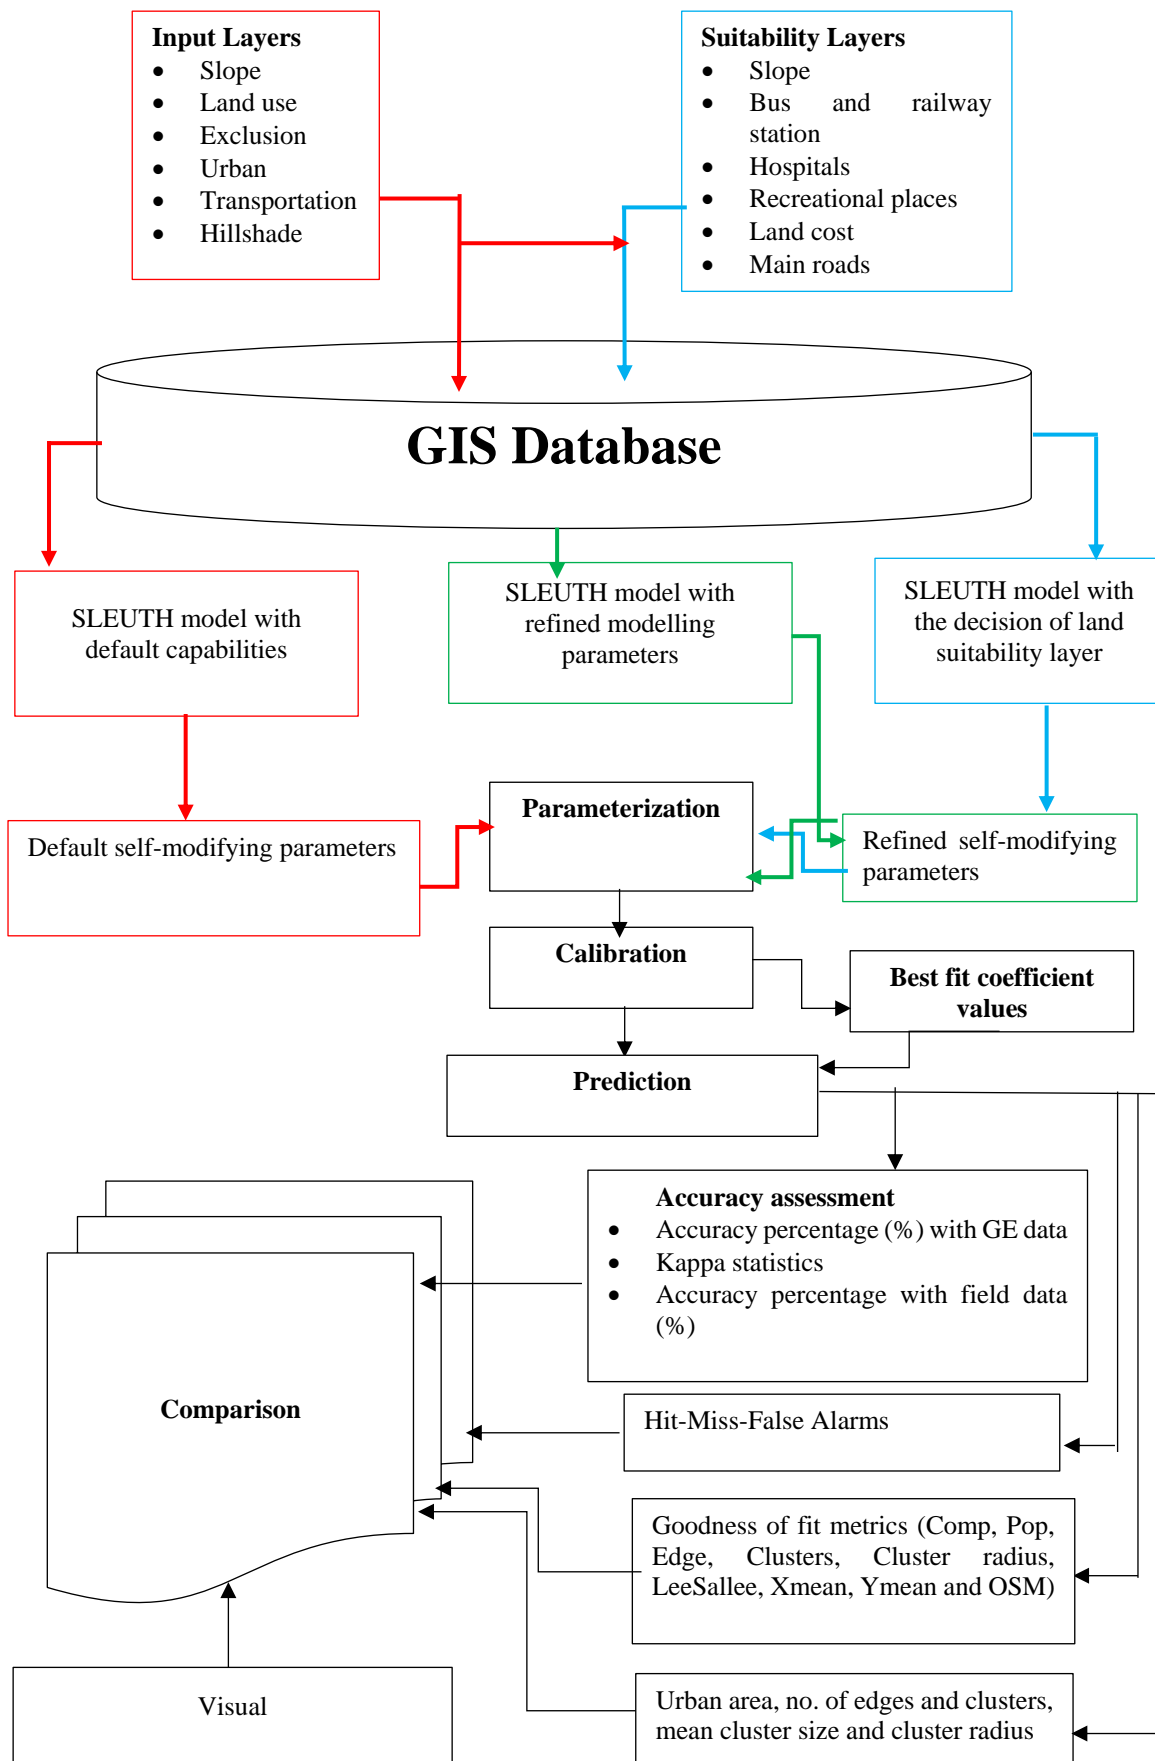 Input Layers
• Slope
• Land use
• Exclusion
• Urban
• Transportation
• Hillshade
Suitability Layers
• Slope
• Bus and railway
station
• Hospitals
• Recreational places
• Land cost
• Main roads
GIS Database
SLEUTH model with
default capabilities
SLEUTH model with
refined modelling
parameters
SLEUTH model with
the decision of land
suitability layer
Default self-modifying parameters
Parameterization
Refined self-modifying
parameters
Calibration
Best fit coefficient
values
Prediction
Accuracy assessment
• Accuracy percentage (%) with GE data
• Kappa statistics
• Accuracy percentage with field data
(%)
Comparison
Hit-Miss-False Alarms
Goodness of fit metrics (Comp, Pop,
Edge, Clusters, Cluster radius,
LeeSallee, Xmean, Ymean and OSM)
Visual
Urban area, no. of edges and clusters,
mean cluster size and cluster radius